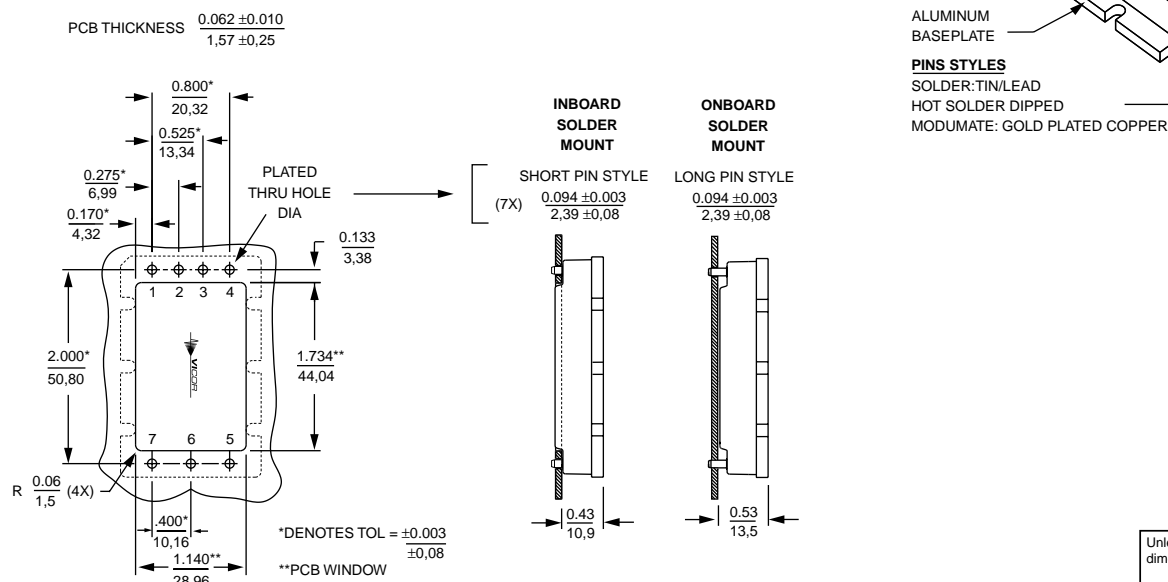 PCB THICKNESS 0.062 ±0.010
1,57 ±0,25
0.800*
20,32
0.525*
13,34
0.275*
6,99
0.170*
4,32
PLATED
THRU HOLE
DIA
0.133
3,38
1 2 3 4
2.000*
50,80
VICOR
1.734**
44,04
7 6 5
R 0.06 (4X)
1,5
.400*
10,16
1.140**
28,96
*DENOTES TOL = ±0.003
±0,08
**PCB WINDOW
INBOARD
SOLDER
MOUNT
SHORT PIN STYLE
(7X) 0.094 ±0.003
2,39 ±0,08
0.43
10,9
ONBOARD
SOLDER
MOUNT
LONG PIN STYLE
0.094 ±0.003
2,39 ±0,08
0.53
13,5
ALUMINUM
BASEPLATE
PINS STYLES
SOLDER:TIN/LEAD
HOT SOLDER DIPPED
MODUMATE: GOLD PLATED COPPER